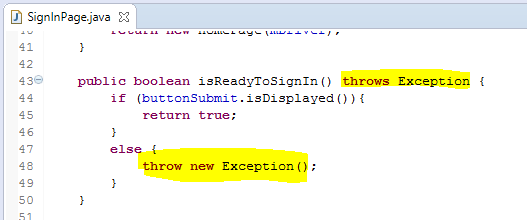 SignInPage.java
40 return new HomePage(mDriver);
41 }
42
43 public boolean isReadyToSignIn() throws Exception {
44 if (buttonSubmit.isDisplayed()){
45 return true;
46 }
47 else {
48 throw new Exception();
49 }
50 }
51